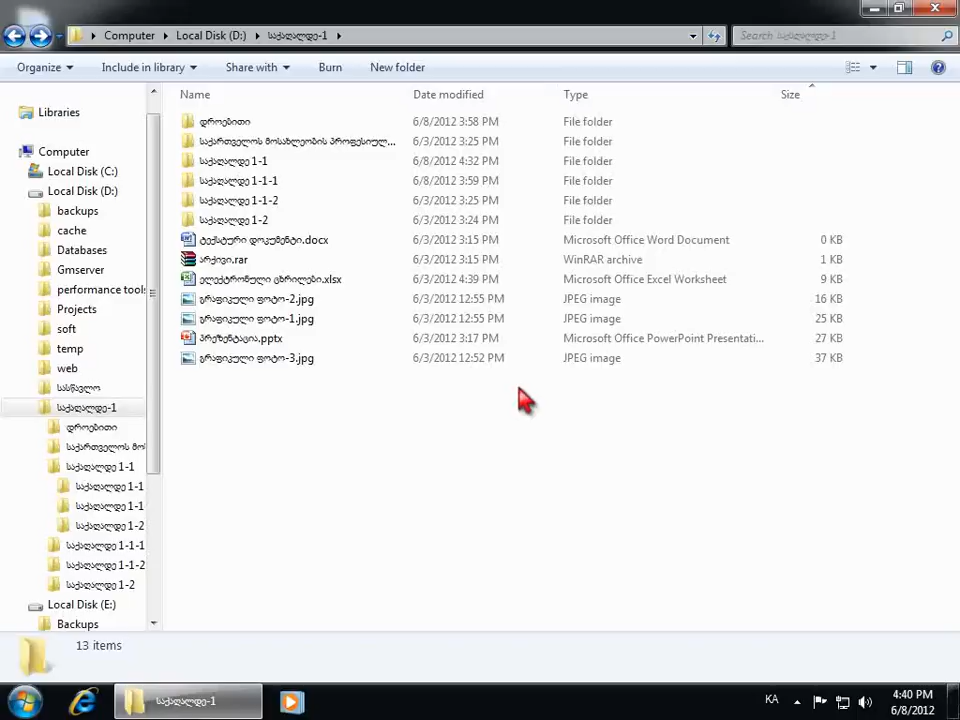 Computer
Local Disk (D:)
საქაღალდე-1
Search საქაღალდე-1
Organize
Include in library
Share with
Burn
New folder
Name
Date modified
Type
Size
Libraries
Computer
Local Disk (C:)
Local Disk (D:)
backups
cache
Databases
Gmserver
performance tools
Projects
soft
temp
web
სასწავლო
საქაღალდე-1
დროებითი
საქართველოს მოს
საქაღალდე 1-1
საქაღალდე 1-1
საქაღალდე 1-1
საქაღალდე 1-2
საქაღალდე 1-1-1
საქაღალდე 1-1-2
საქაღალდე 1-2
Local Disk (E:)
Backups
დროებითი 6/8/2012 3:58 PM File folder
საქართველოს მოსახლეობის პროფესიულ... 6/3/2012 3:25 PM File folder
საქაღალდე 1-1 6/8/2012 4:32 PM File folder
საქაღალდე 1-1-1 6/8/2012 3:59 PM File folder
საქაღალდე 1-1-2 6/3/2012 3:25 PM File folder
საქაღალდე 1-2 6/3/2012 3:24 PM File folder
ტექსტური დოკუმენტი.docx 6/3/2012 3:15 PM Microsoft Office Word Document 0 KB
არქივი.rar 6/3/2012 3:15 PM WinRAR archive 1 KB
ელექტრონული ცხრილები.xlsx 6/3/2012 4:39 PM Microsoft Office Excel Worksheet 9 KB
გრაფიკული ფოტო-2.jpg 6/3/2012 12:55 PM JPEG image 16 KB
გრაფიკული ფოტო-1.jpg 6/3/2012 12:55 PM JPEG image 25 KB
პრეზენტაცია.pptx 6/3/2012 3:17 PM Microsoft Office PowerPoint Presentati... 27 KB
გრაფიკული ფოტო-3.jpg 6/3/2012 12:52 PM JPEG image 37 KB
13 items
საქაღალდე-1
KA
4:40 PM
6/8/2012